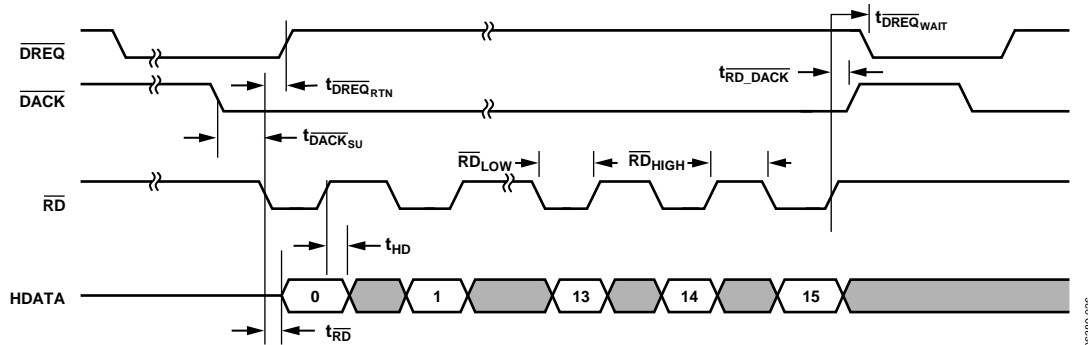 DREQ
tDREQWAIT
tDREQRTN
tRD_DACK
DACK
tDACKSU
RDLOW
RDHIGH
RD
tHD
HDATA
0
1
13
14
15
tRD